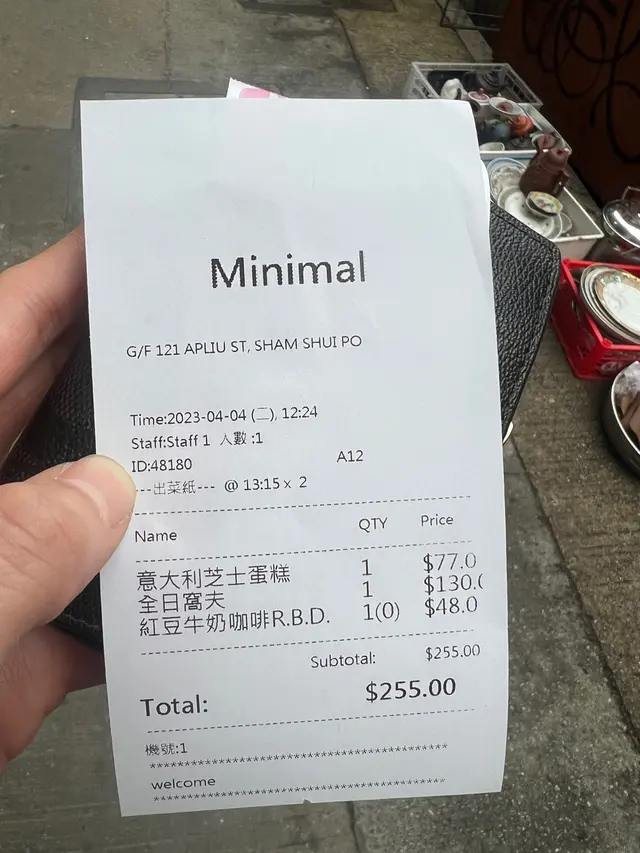 Minimal
G/F 121 APLIU ST, SHAM SHUI PO
Time:2023-04-04 (二), 12:24
Staff:Staff 1 人數 :1
ID:48180 A12
---出菜紙--- @ 13:15 x 2
Name QTY Price
意大利芝士蛋糕 1 $77.0
全日窩夫 1 $130.(
紅豆牛奶咖啡R.B.D. 1(0) $48.0
Subtotal: $255.00
Total: $255.00
機號:1
welcome